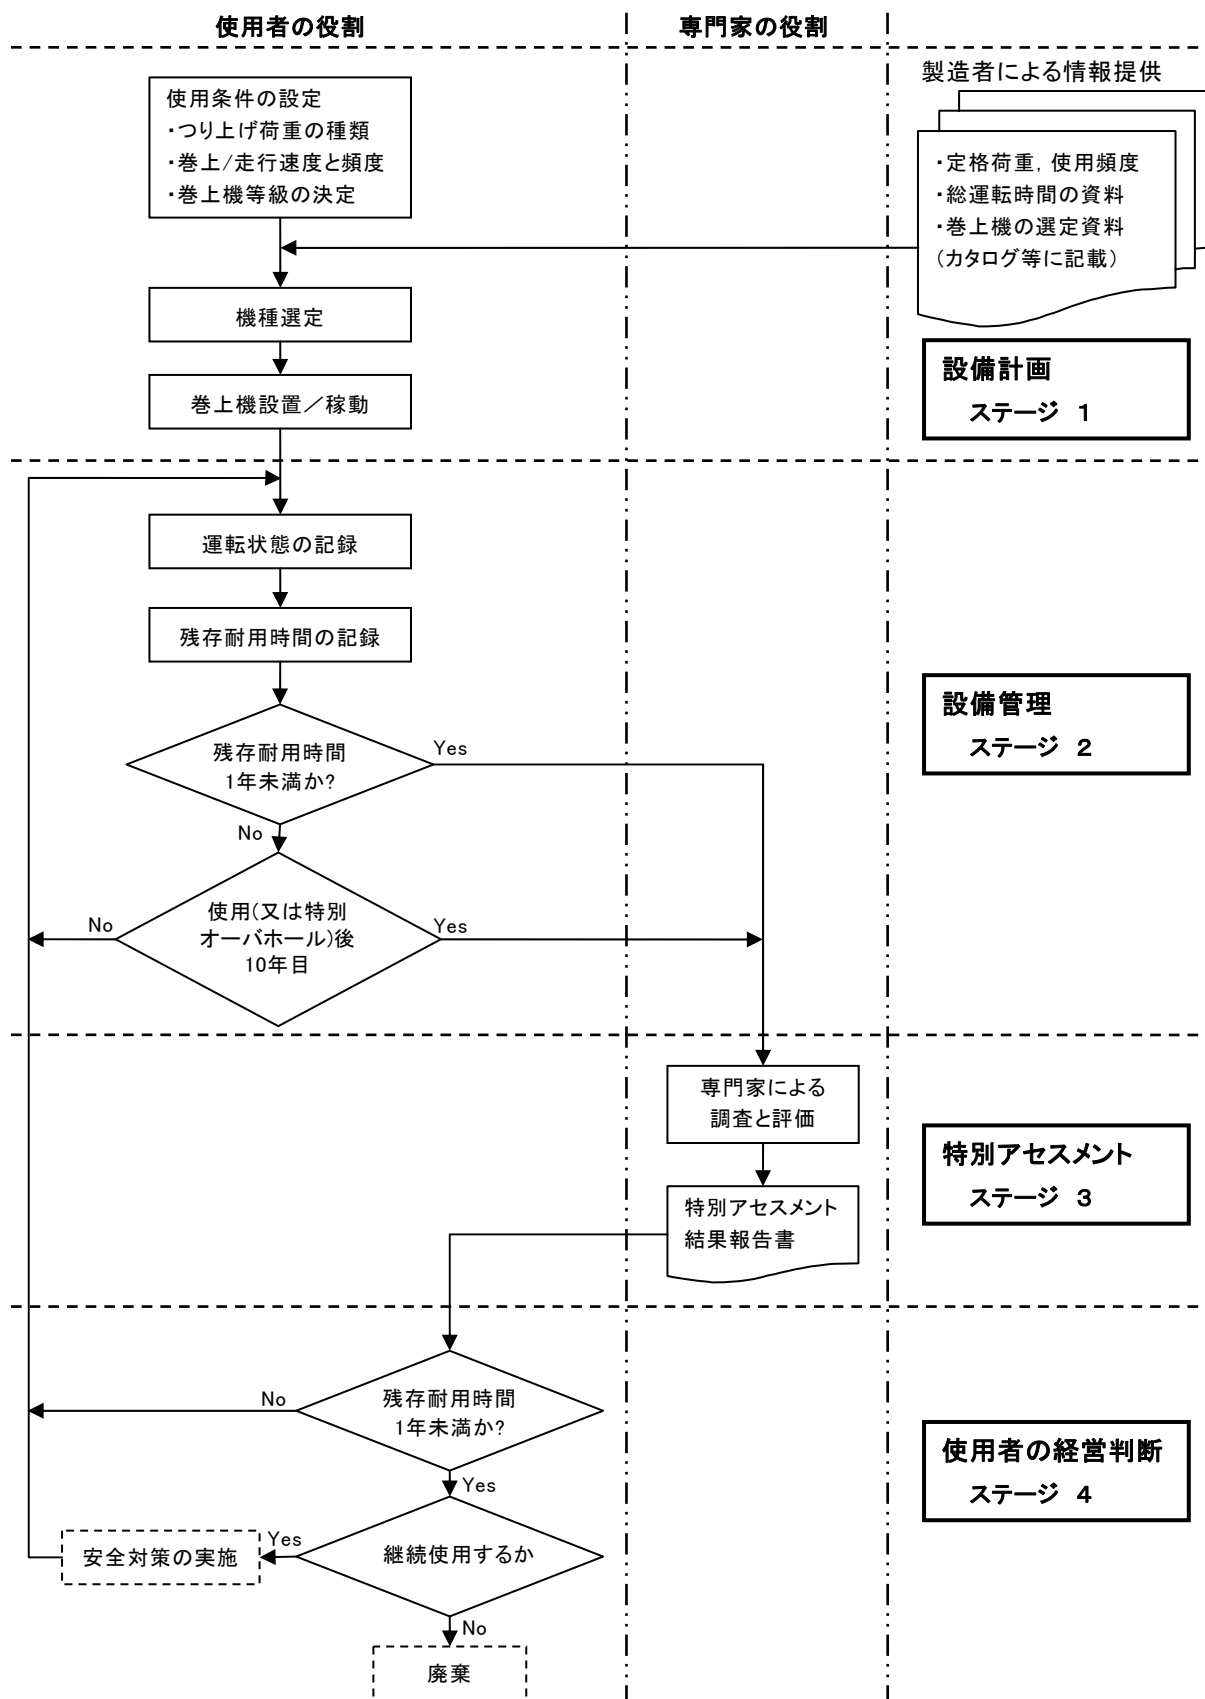 使用者の役割
専門家の役割
製造者による情報提供
使用条件の設定
・つり上げ荷重の種類
・巻上/走行速度と頻度
・巻上機等級の決定
・定格荷重, 使用頻度
・総運転時間の資料
・巻上機の選定資料
(カタログ等に記載)
機種選定
巻上機設置／稼動
設備計画
ステージ 1
運転状態の記録
残存耐用時間の記録
残存耐用時間
1年未満か?
Yes
No
使用(又は特別
オーバホール)後
10年目
No
Yes
設備管理
ステージ 2
専門家による
調査と評価
特別アセスメント
結果報告書
特別アセスメント
ステージ 3
残存耐用時間
1年未満か?
No
Yes
継続使用するか
Yes
安全対策の実施
No
廃棄
使用者の経営判断
ステージ 4